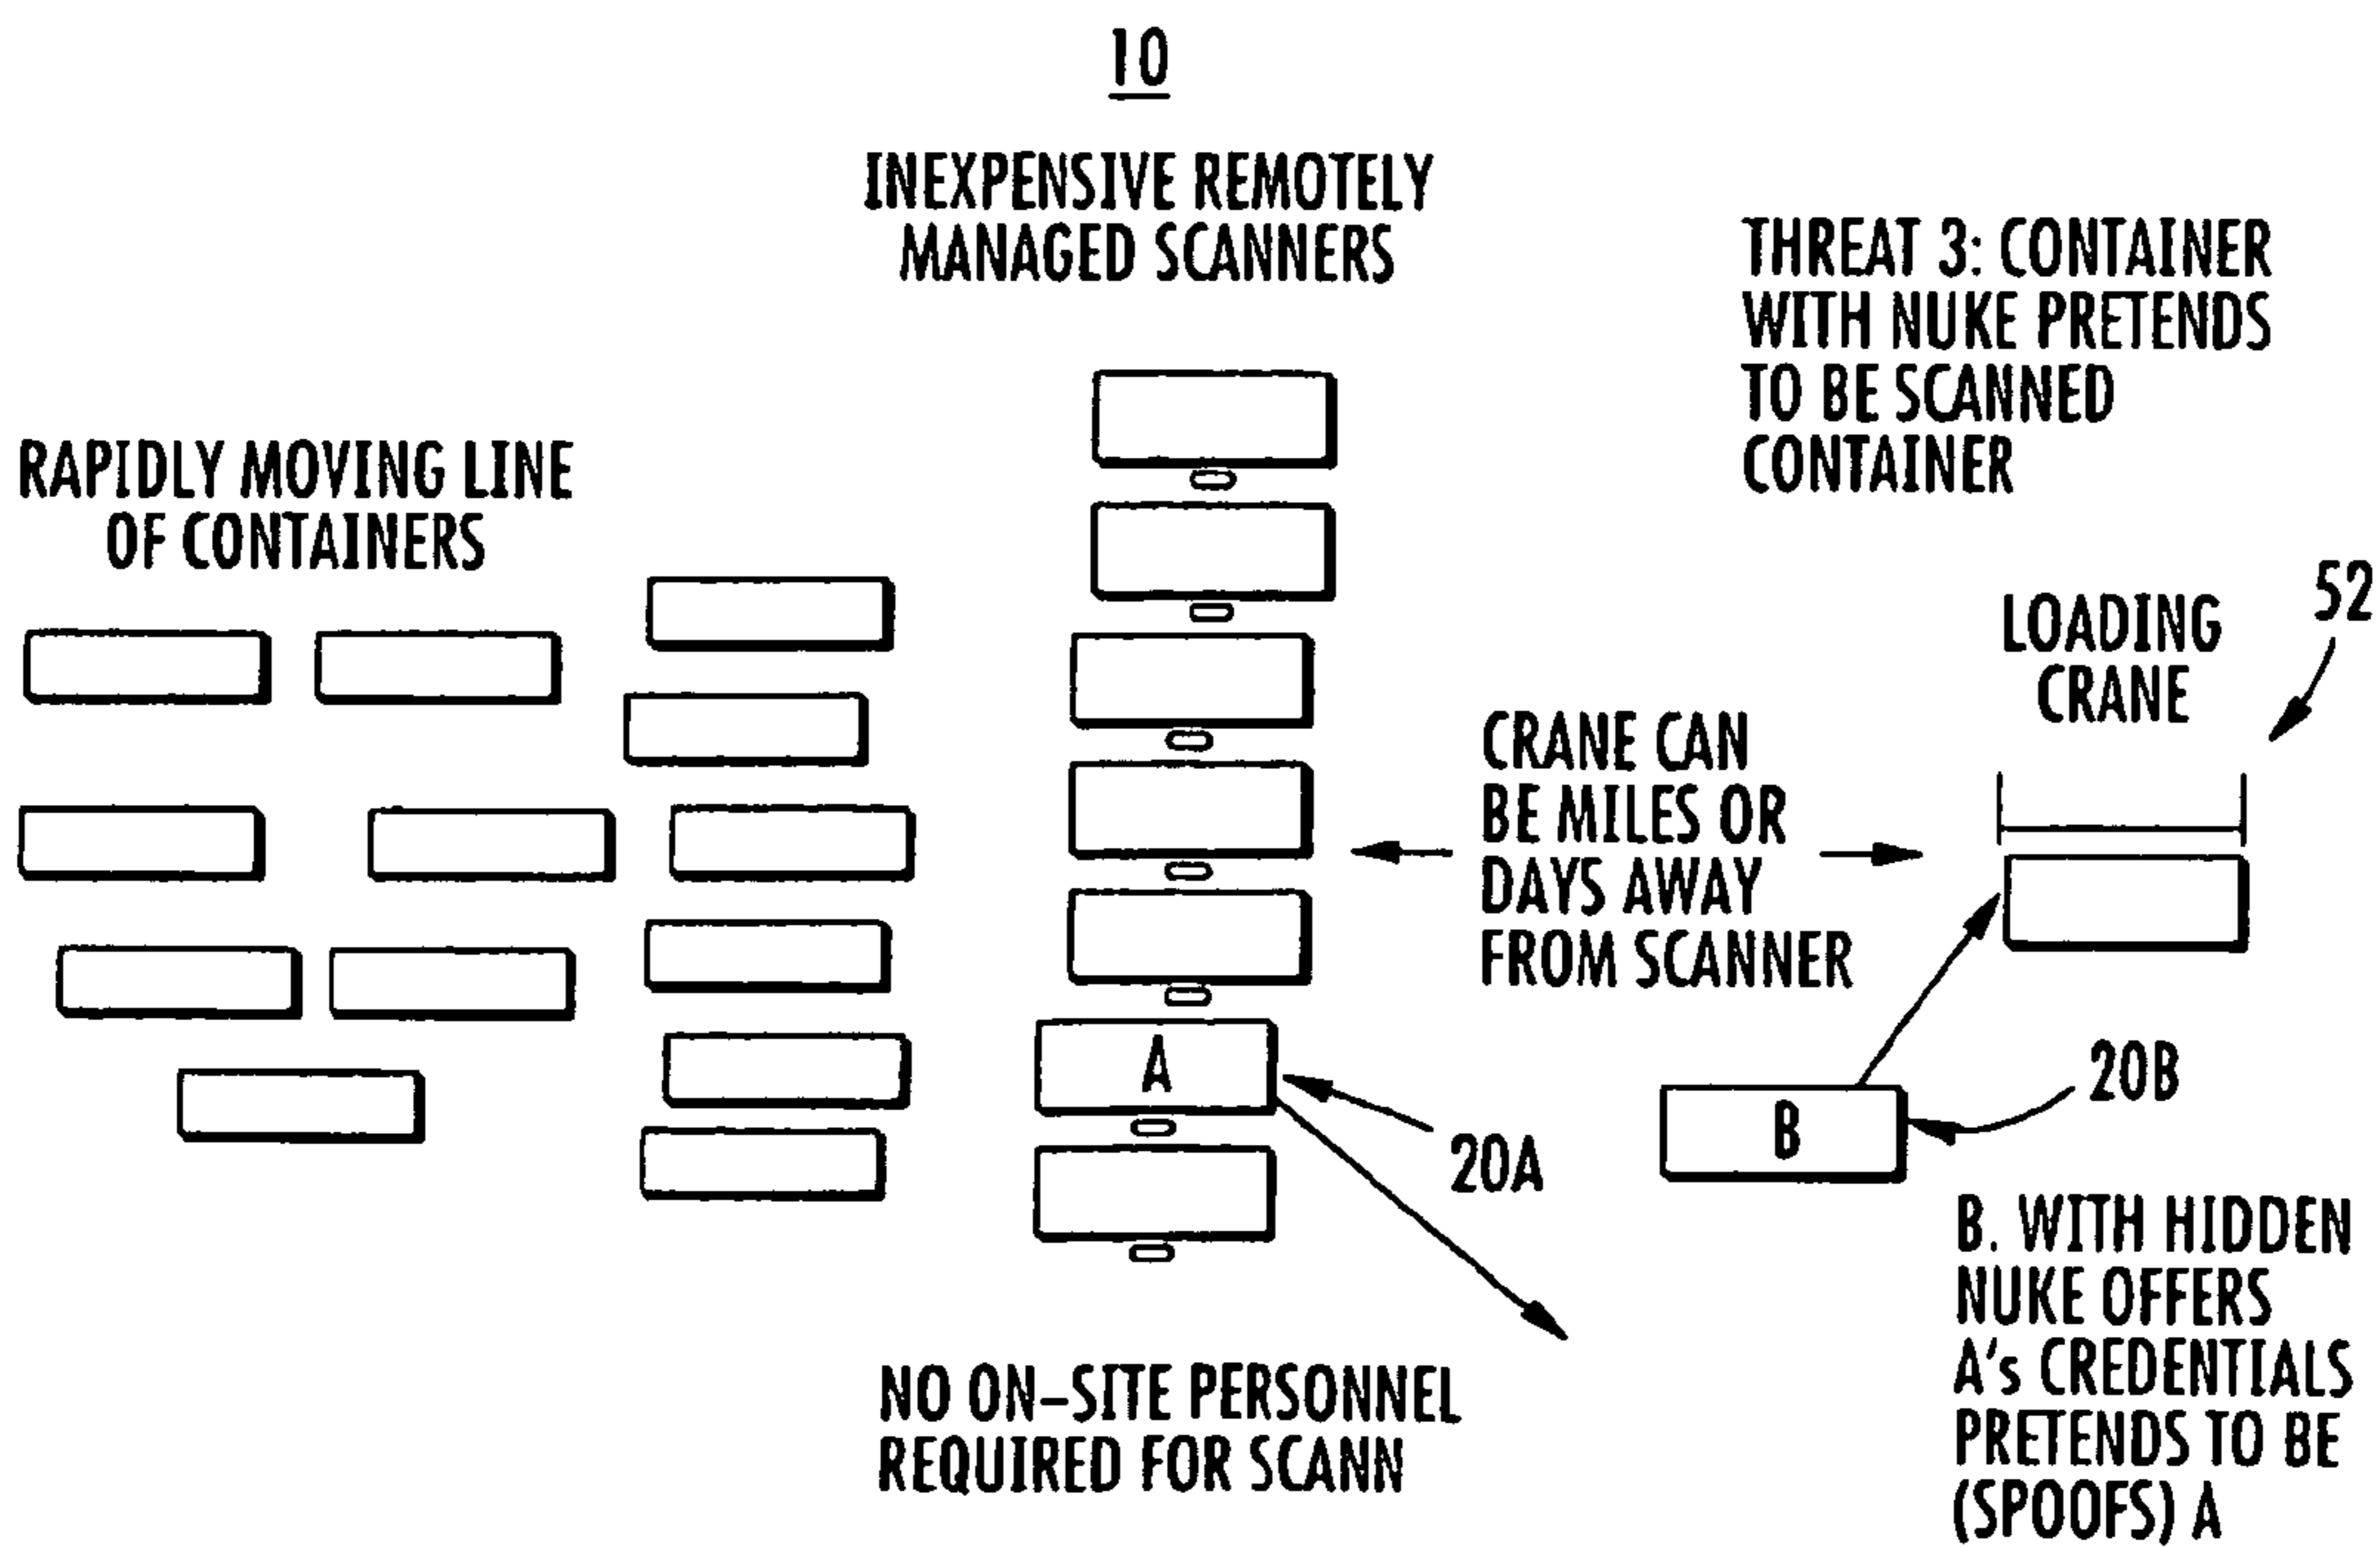 10
INEXPENSIVE REMOTELY
MANAGED SCANNERS
THREAT 3: CONTAINER
WITH NUKE PRETENDS
TO BE SCANNED
CONTAINER
RAPIDLY MOVING LINE
OF CONTAINERS
LOADING
CRANE
52
CRANE CAN
BE MILES OR
DAYS AWAY
FROM SCANNER
A
20A
B
20B
B. WITH HIDDEN
NUKE OFFERS
A's CREDENTIALS
PRETENDS TO BE
(SPOOFS) A
NO ON–SITE PERSONNEL
REQUIRED FOR SCANN